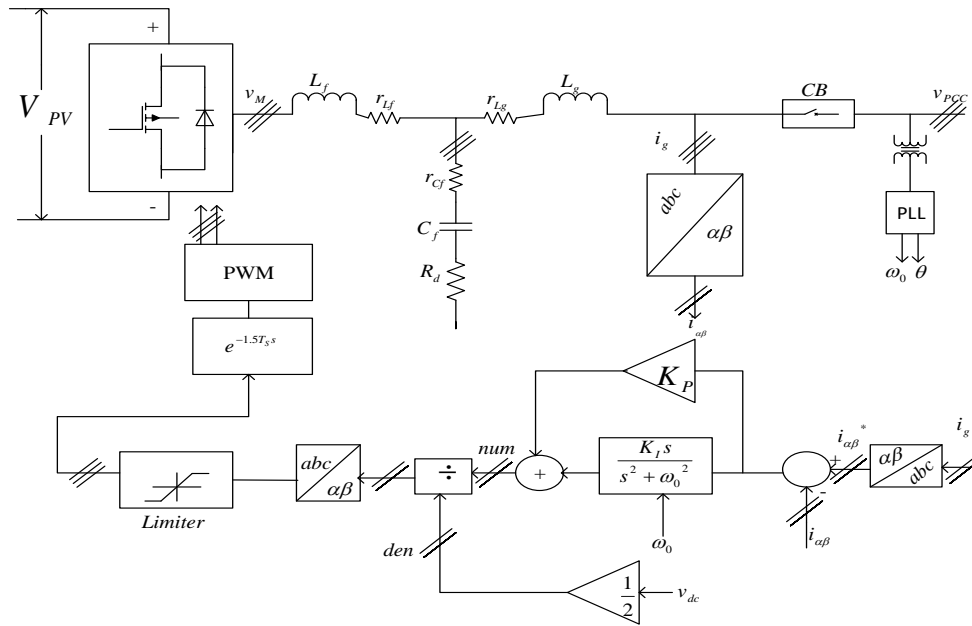 +
V PV
-
v_M
L_f
r_Lf
r_Lg
L_g
CB
v_PCC
i_g
r_Cf
C_f
R_d
abc
αβ
i_αβ
PLL
ω_0 θ
PWM
e^{-1.5T_S s}
K_P
K_I s
s^2 + ω_0^2
ω_0
+
÷
num
den
1
2
v_dc
abc
αβ
Limiter
i_αβ*
+
-
i_αβ
αβ
abc
i_g